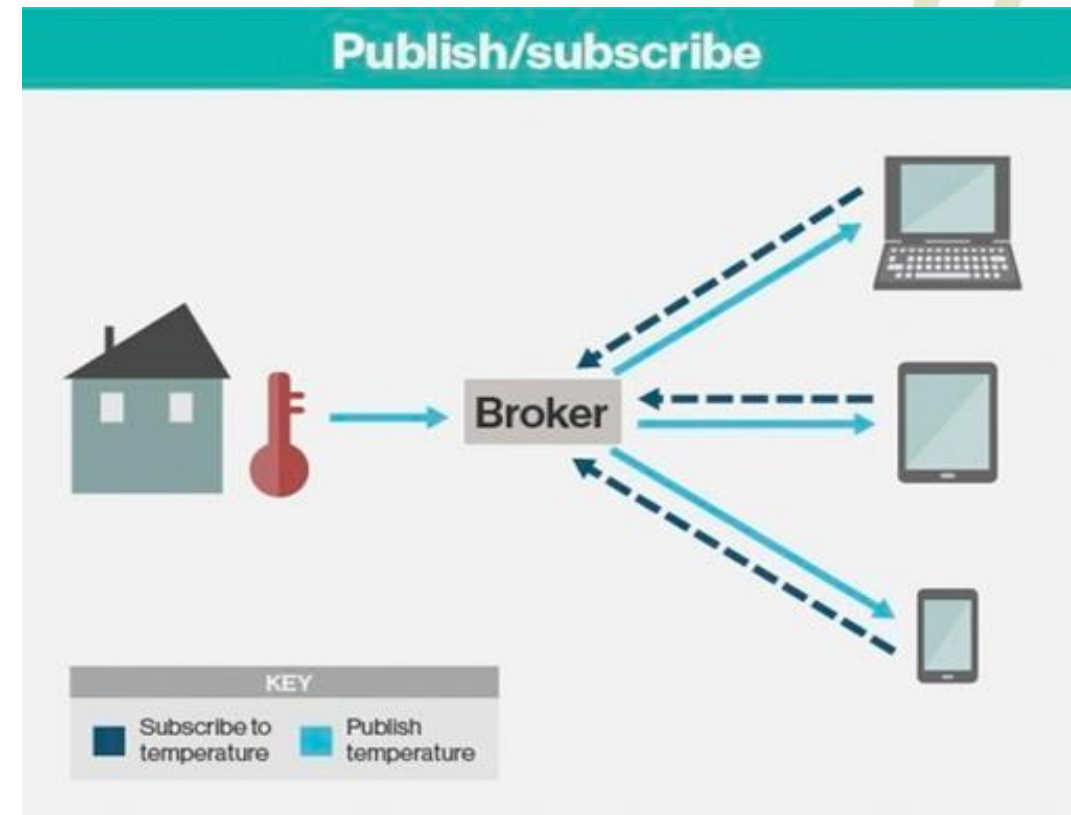 Publish/subscribe
Broker
KEY
Subscribe to
temperature
Publish
temperature